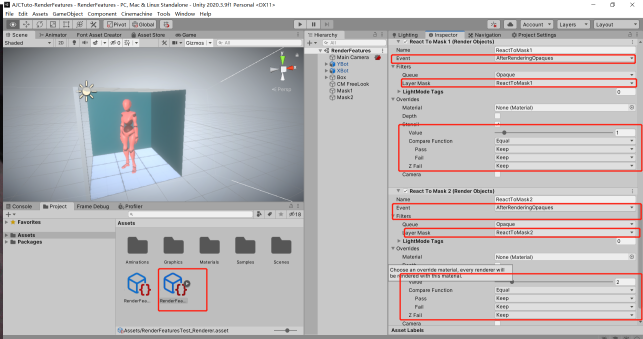 AJCTuto-RenderFeatures - RenderFeatures - PC, Mac & Linux Standalone - Unity 2020.3.9f1 Personal <DX11>
File Edit Assets GameObject Component Cinemachine Tools Window Help
Pivot Global
Account Layers Layout
Scene Animator Font Asset Creator Asset Store Game
Shaded 2D Gizmos All
Persp
Hierarchy
All
RenderFeatures
Main Camera
YBot
XBot
Box
CM FreeLook
Mask1
Mask2
Console Project Frame Debug Profiler
18
Favorites
Assets
Packages
Assets
Animations Graphics Materials Samples Scenes
RenderFea... RenderFea...
Assets/RenderFeaturesTest_Renderer.asset
Lighting Inspector Navigation Project Settings
React To Mask1 (Render Objects)
Name ReactToMask1
Event AfterRenderingOpaques
Filters
Queue Opaque
Layer Mask ReactToMask1
LightMode Tags 0
Overrides
Material None (Material)
Depth
Stencil
Value 1
Compare Function Equal
Pass Keep
Fail Keep
Z Fail Keep
Camera
React To Mask 2 (Render Objects)
Name ReactToMask2
Event AfterRenderingOpaques
Filters
Queue Opaque
Layer Mask ReactToMask2
LightMode Tags 0
Overrides
Material None (Material)
Choose an override material, every renderer will
be rendered with this material.
Value 2
Compare Function Equal
Pass Keep
Fail Keep
Z Fail Keep
Camera
Asset Labels